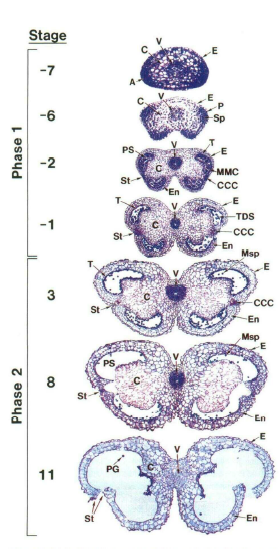 Stage
Phase 1
-7
V
C
E
A
-6
V
C
E
P
Sp
-2
V
PS
T
E
C
MMC
St
CCC
En
-1
T
V
E
TDS
C
CCC
St
En
Phase 2
3
Msp
T
V
E
C
St
CCC
En
8
Msp
V
E
PS
C
St
En
11
E
V
PG
C
St
En